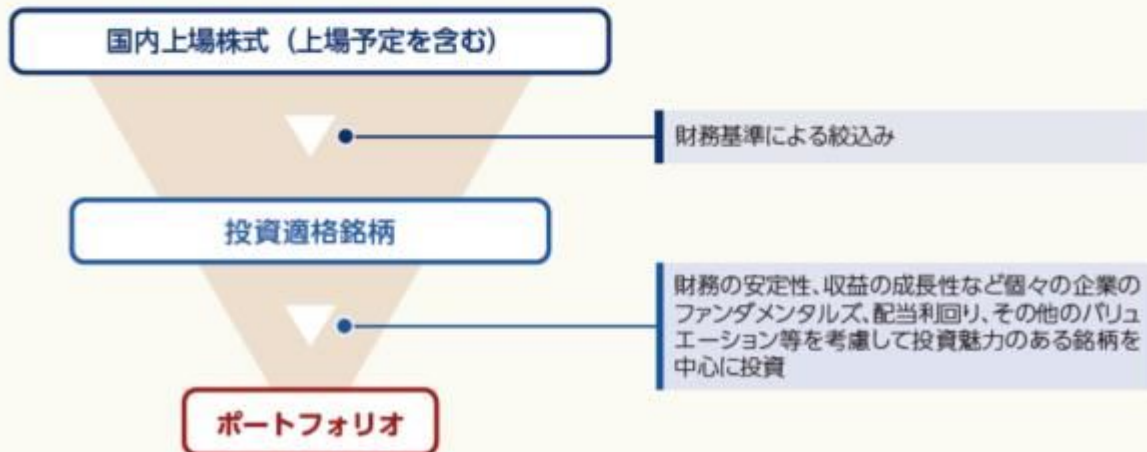 国内上場株式（上場予定を含む）
財務基準による絞込み
投資適格銘柄
財務の安定性、収益の成長性など個々の企業の
ファンダメンタルズ、配当利回り、その他のバリュ
エーション等を考慮して投資魅力のある銘柄を
中心に投資
ポートフォリオ